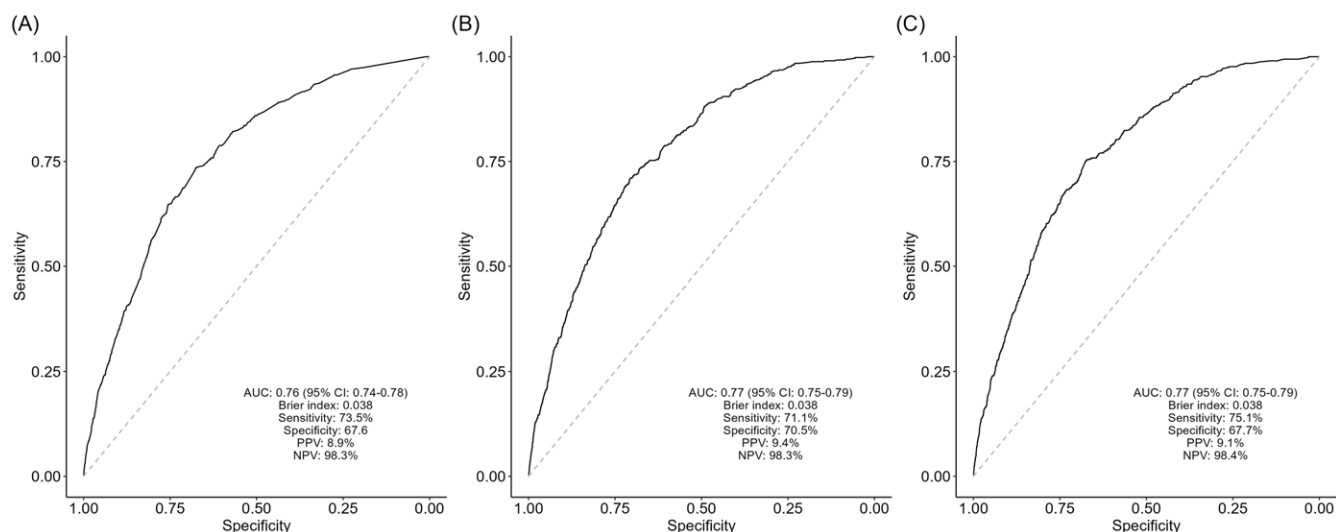 (A)
1.00
0.75
0.50
0.25
0.00
Sensitivity
AUC: 0.76 (95% CI: 0.74-0.78)
Brier index: 0.038
Sensitivity: 73.5%
Specificity: 67.6
PPV: 8.9%
NPV: 98.3%
1.00 0.75 0.50 0.25 0.00
Specificity
(B)
1.00
0.75
0.50
0.25
0.00
Sensitivity
AUC: 0.77 (95% CI: 0.75-0.79)
Brier index: 0.038
Sensitivity: 71.1%
Specificity: 70.5%
PPV: 9.4%
NPV: 98.3%
1.00 0.75 0.50 0.25 0.00
Specificity
(C)
1.00
0.75
0.50
0.25
0.00
Sensitivity
AUC: 0.77 (95% CI: 0.75-0.79)
Brier index: 0.038
Sensitivity: 75.1%
Specificity: 67.7%
PPV: 9.1%
NPV: 98.4%
1.00 0.75 0.50 0.25 0.00
Specificity